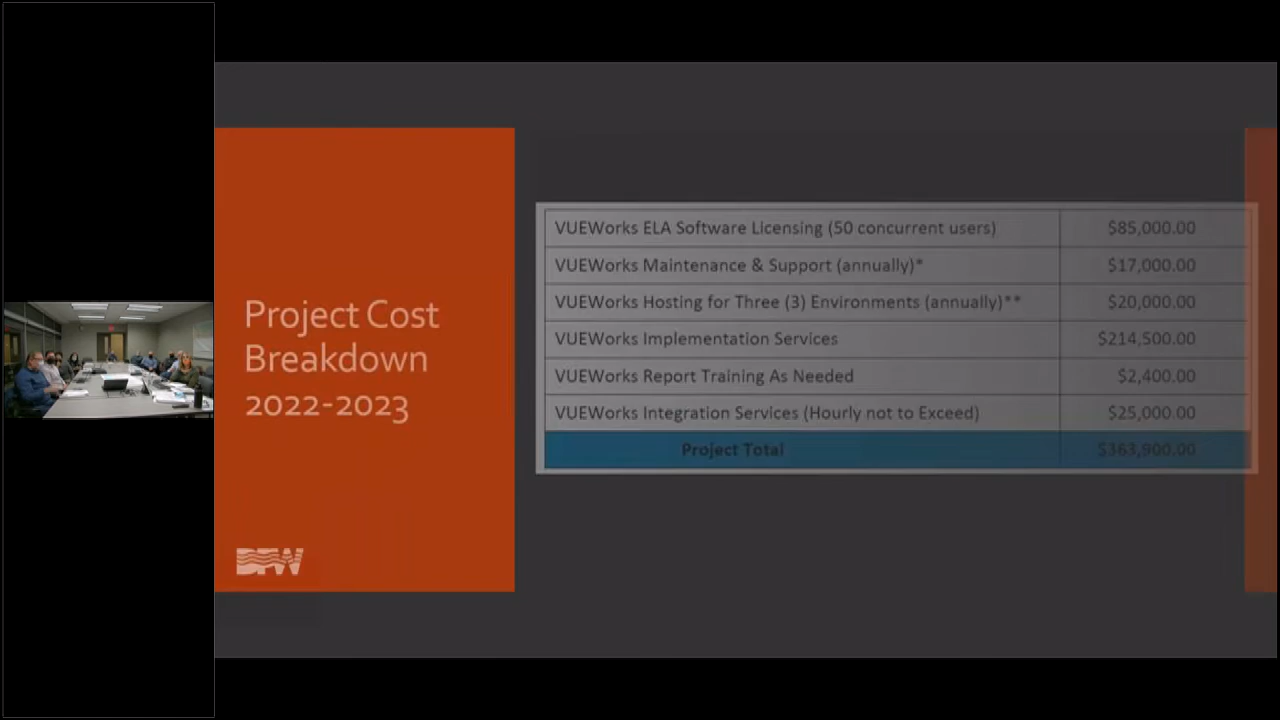 Project Cost
Breakdown
2022-2023
VUEWorks ELA Software Licensing (50 concurrent users) $85,000.00
VUEWorks Maintenance & Support (annually)* $17,000.00
VUEWorks Hosting for Three (3) Environments (annually)** $20,000.00
VUEWorks Implementation Services $214,500.00
VUEWorks Report Training As Needed $2,400.00
VUEWorks Integration Services (Hourly not to Exceed) $25,000.00
Project Total $363,900.00